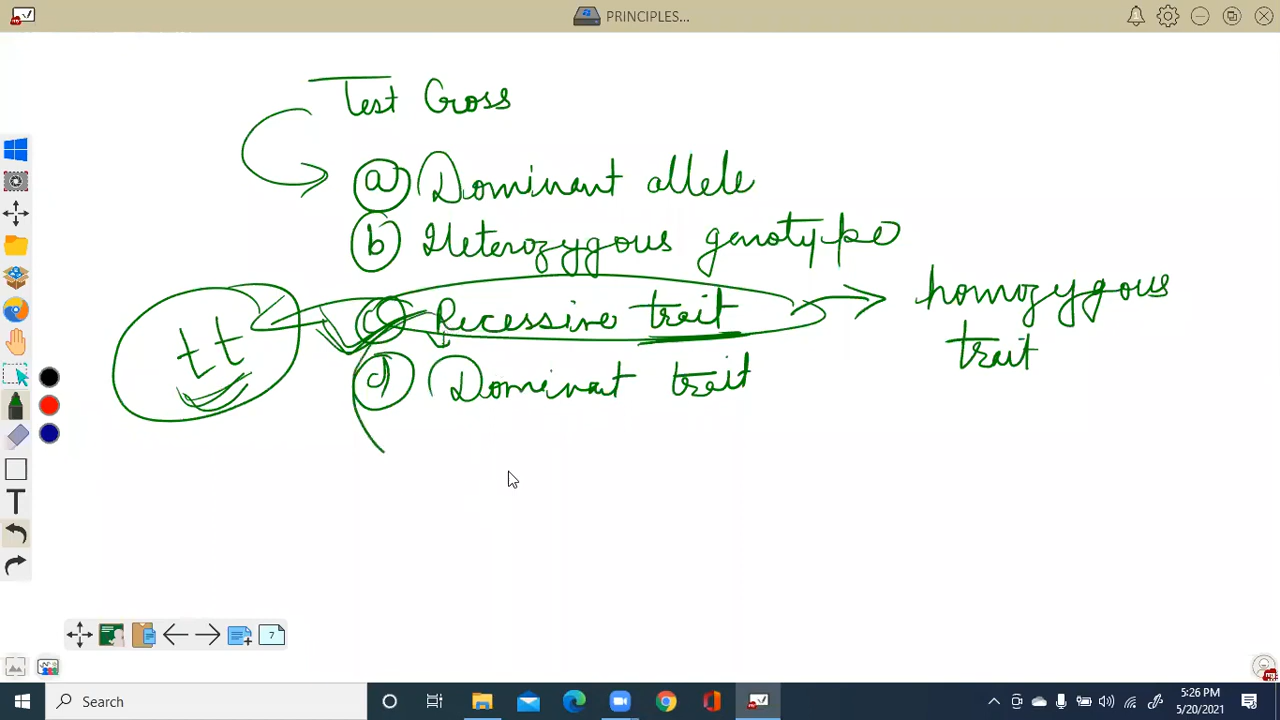 PRINCIPLES...
Test Cross
a Dominant allele
b Heterozygous genotype
c Recessive trait
homozygous
trait
tt
d Dominant trait
7
Search
5:26 PM
5/20/2021